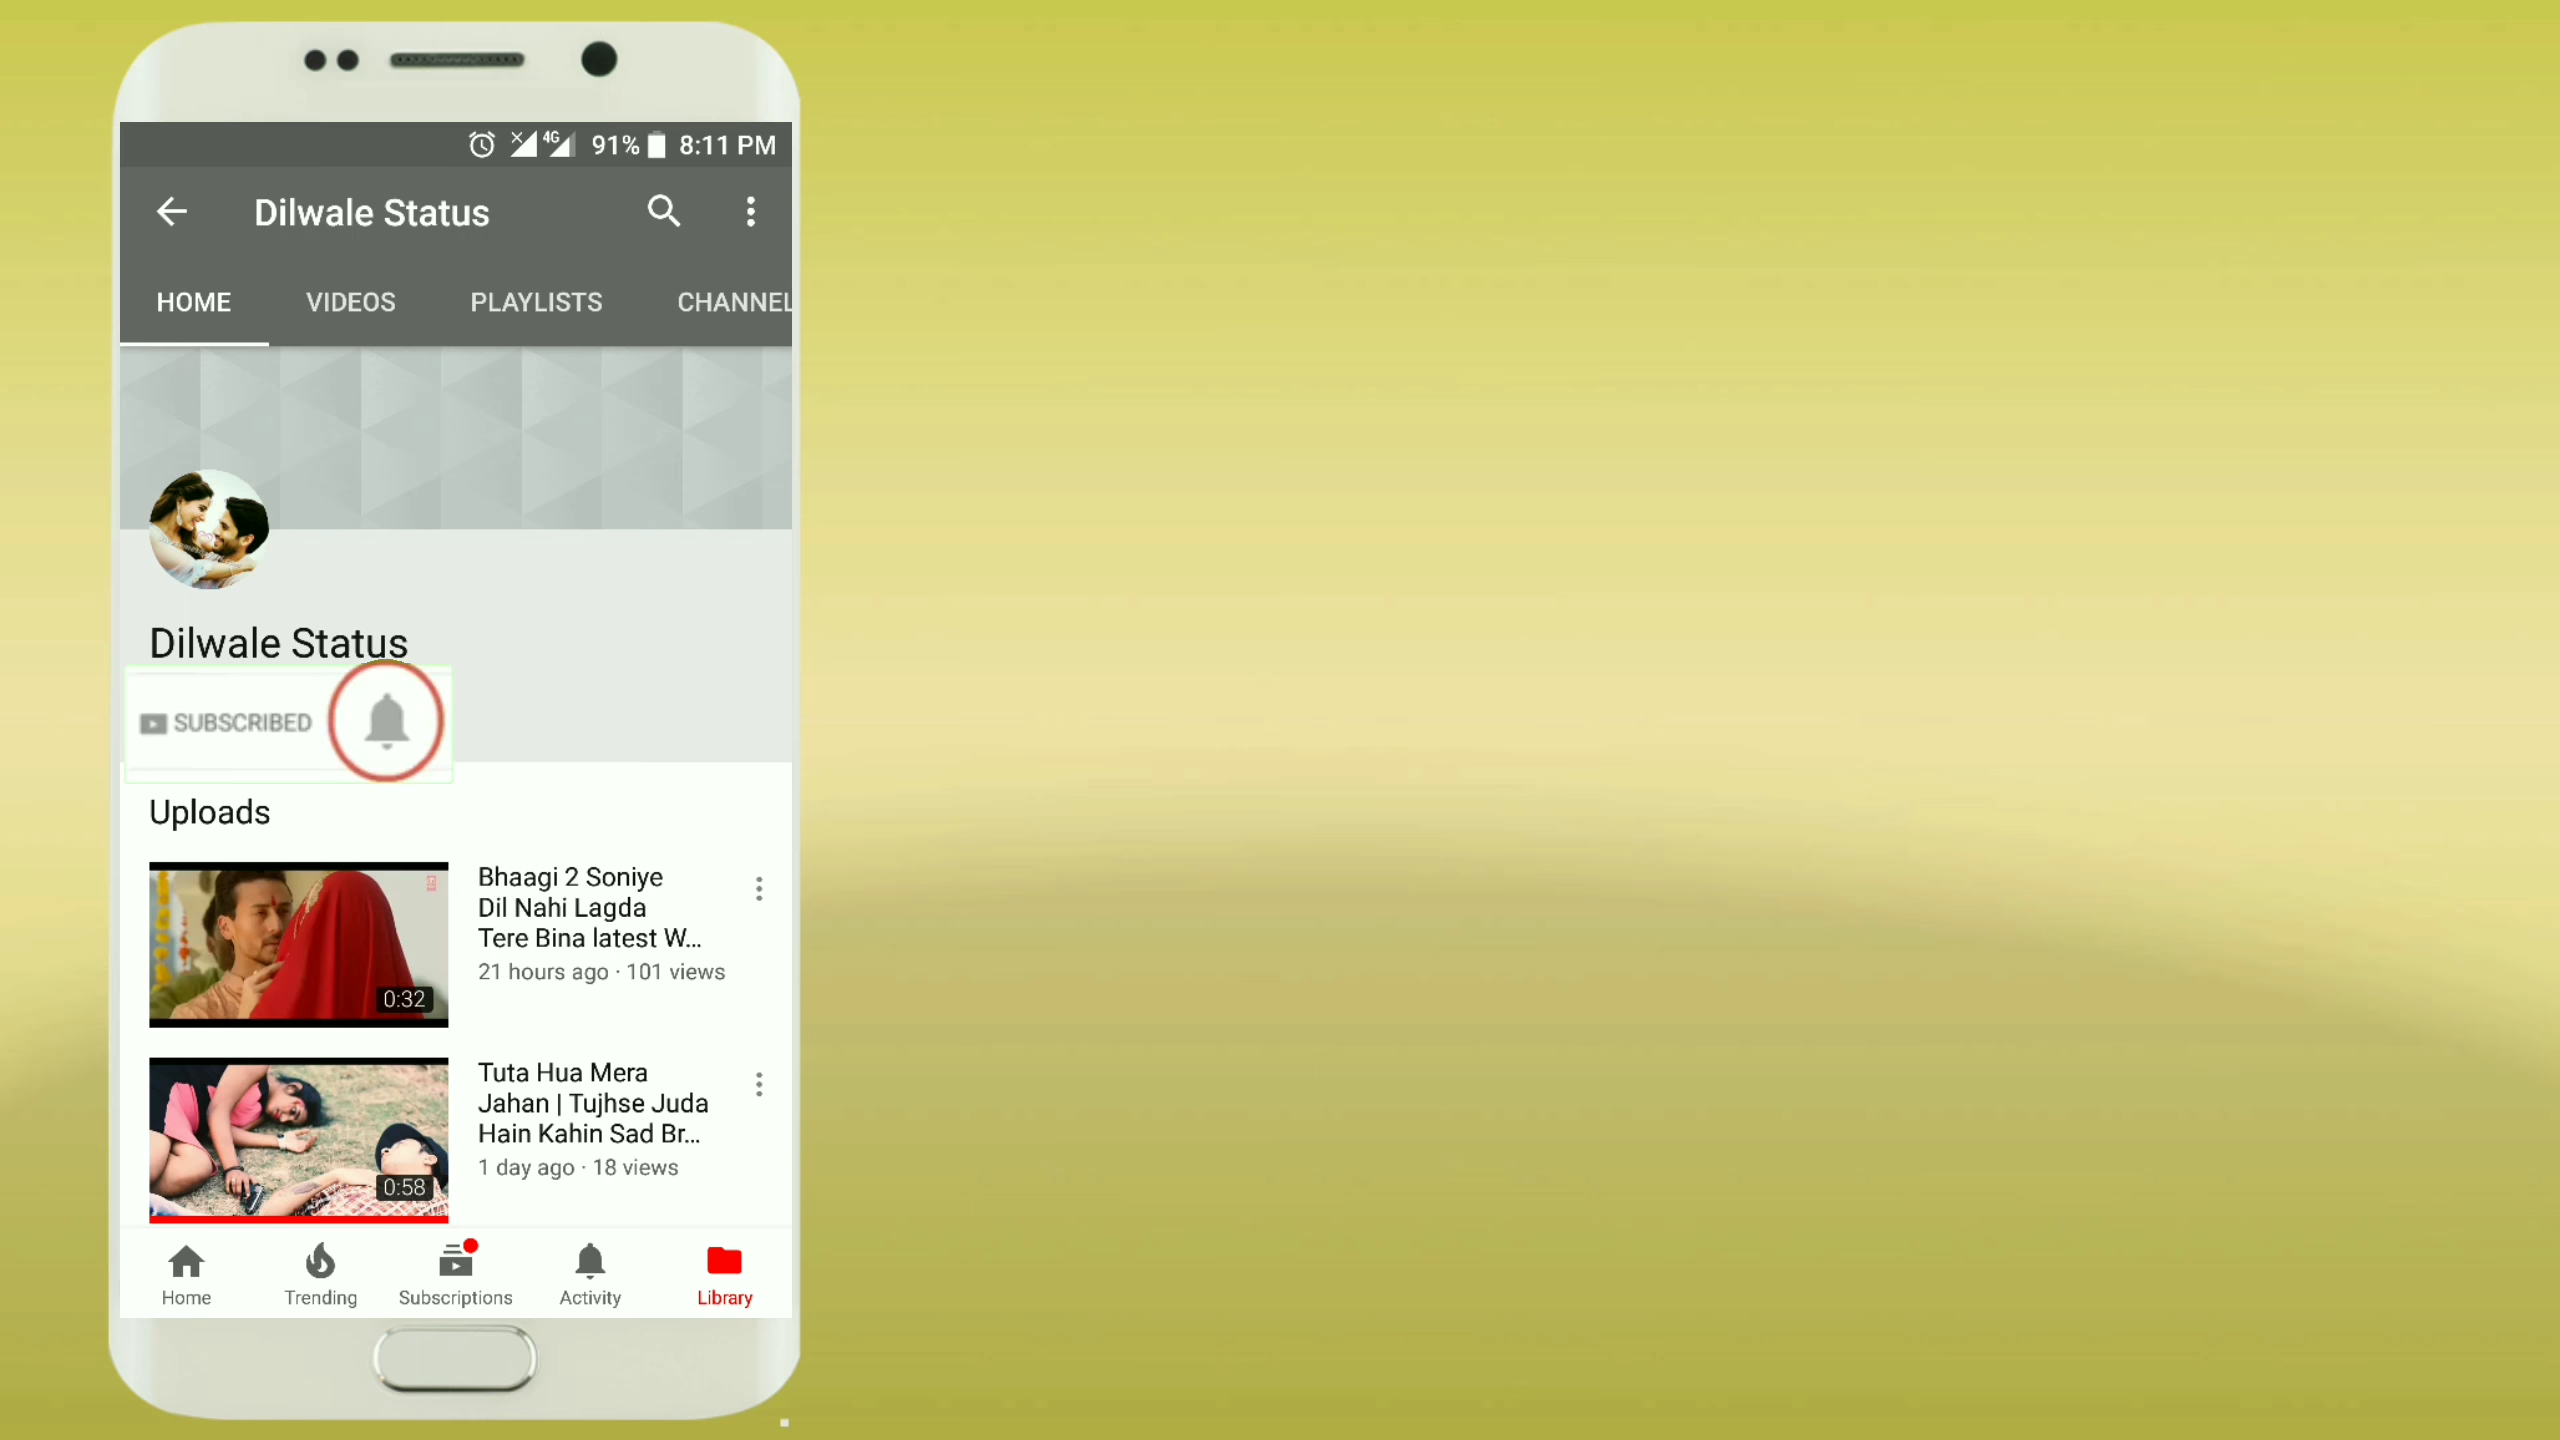 4G 91% 8:11 PM
Dilwale Status
HOME VIDEOS PLAYLISTS CHANNEL
Dilwale Status
SUBSCRIBED
Uploads
Bhaagi 2 Soniye
Dil Nahi Lagda
Tere Bina latest W...
21 hours ago · 101 views
0:32
Tuta Hua Mera
Jahan | Tujhse Juda
Hain Kahin Sad Br...
1 day ago · 18 views
0:58
Home Trending Subscriptions Activity Library